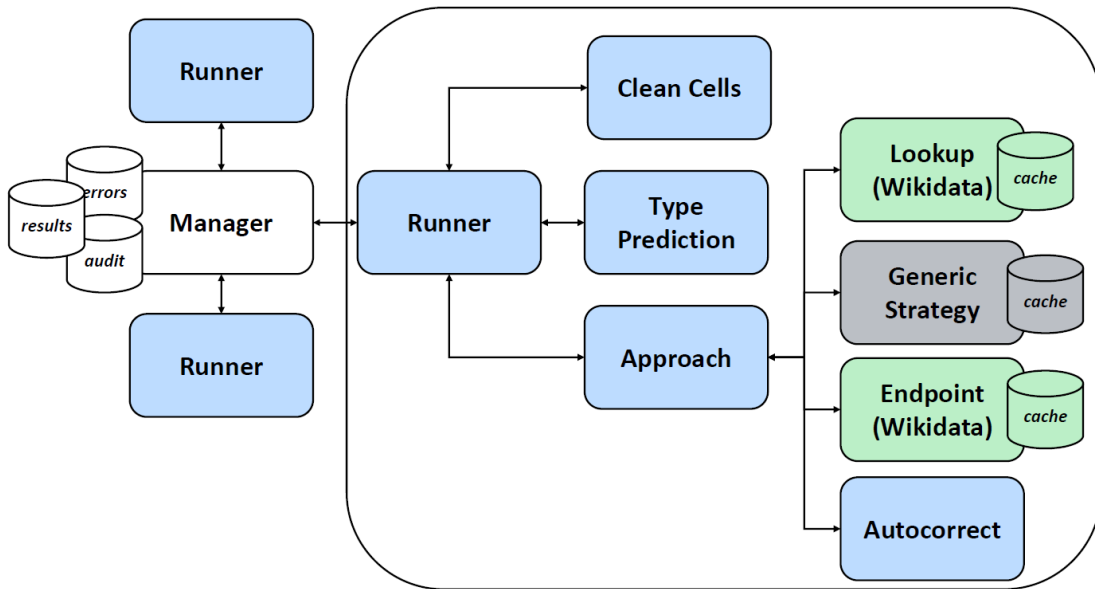 Runner
errors
results
audit
Manager
Runner
Clean Cells
Runner
Type
Prediction
Approach
Lookup
(Wikidata)
cache
Generic
Strategy
cache
Endpoint
(Wikidata)
cache
Autocorrect